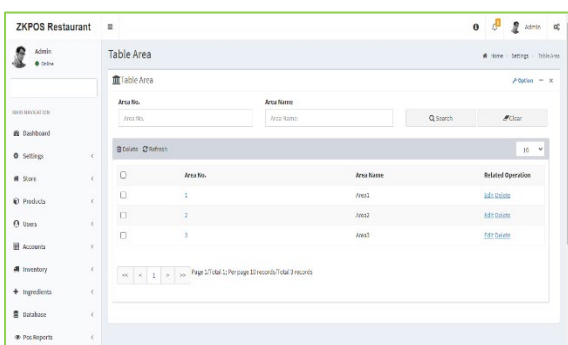 ZKPOS Restaurant
Admin
Admin
Online
Table Area
Home Settings Table Area
Table Area
Option
Area No.
Area Name
Area No.
Area Name
Search
Clear
MAIN NAVIGATION
Dashboard
Settings
Store
Products
Users
Accounts
Inventory
Ingredients
Database
Pos Reports
Delete Refresh
10
Area No.
Area Name
Related Operation
1
Area1
Edit Delete
2
Area2
Edit Delete
3
Area3
Edit Delete
<< < 1 > >> Page 1/Total 1; Per page 10 records/Total 3 records